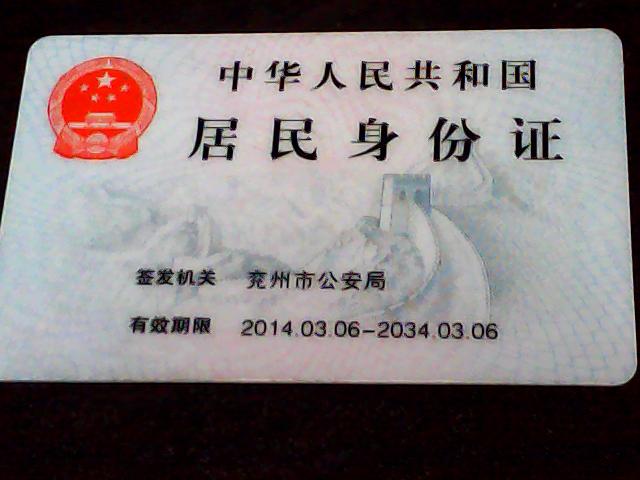 中华人民共和国
居民身份证
签发机关 兖州市公安局
有效期限 2014.03.06-2034.03.06